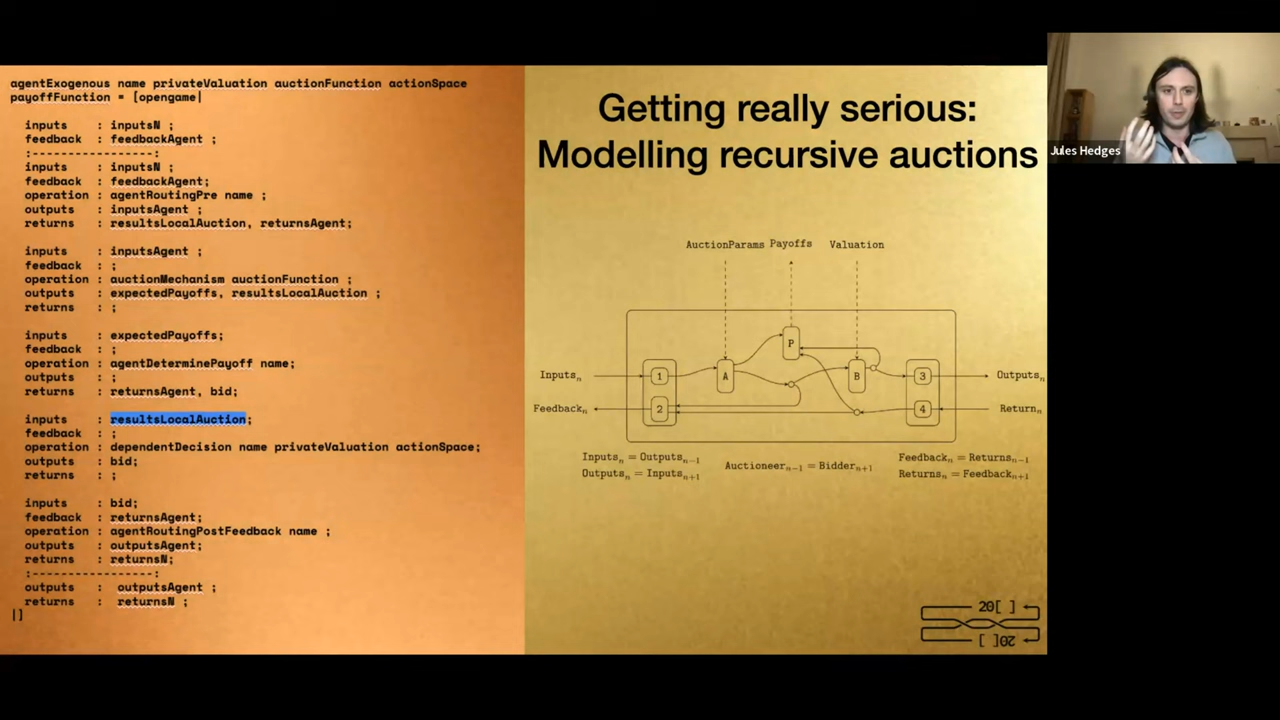 agentExogenous name privateValuation auctionFunction actionSpace
payoffFunction = [opengame|
inputs : inputsN ;
feedback : feedbackAgent ;
:-----------------:
inputs : inputsN ;
feedback : feedbackAgent;
operation : agentRoutingPre name ;
outputs : inputsAgent ;
returns : resultsLocalAuction, returnsAgent;
inputs : inputsAgent ;
feedback : ;
operation : auctionMechanism auctionFunction ;
outputs : expectedPayoffs, resultsLocalAuction ;
returns : ;
inputs : expectedPayoffs;
feedback : ;
operation : agentDeterminePayoff name;
outputs : ;
returns : returnsAgent, bid;
inputs : resultsLocalAuction;
feedback : ;
operation : dependentDecision name privateValuation actionSpace;
outputs : bid;
returns : ;
inputs : bid;
feedback : returnsAgent;
operation : agentRoutingPostFeedback name ;
outputs : outputsAgent;
returns : returnsN;
:-----------------:
outputs : outputsAgent ;
returns : returnsN ;
|]
Getting really serious:
Modelling recursive auctions
AuctionParams Payoffs Valuation
P
Inputsₙ 1 A B 3 Outputsₙ
Feedbackₙ 2 4 Returnₙ
Inputsₙ = Outputsₙ₋₁
Outputsₙ = Inputsₙ₊₁
Auctioneerₙ₋₁ = Bidderₙ₊₁
Feedbackₙ = Returnsₙ₋₁
Returnsₙ = Feedbackₙ₊₁
20[ ]
20[ ]
Jules Hedges